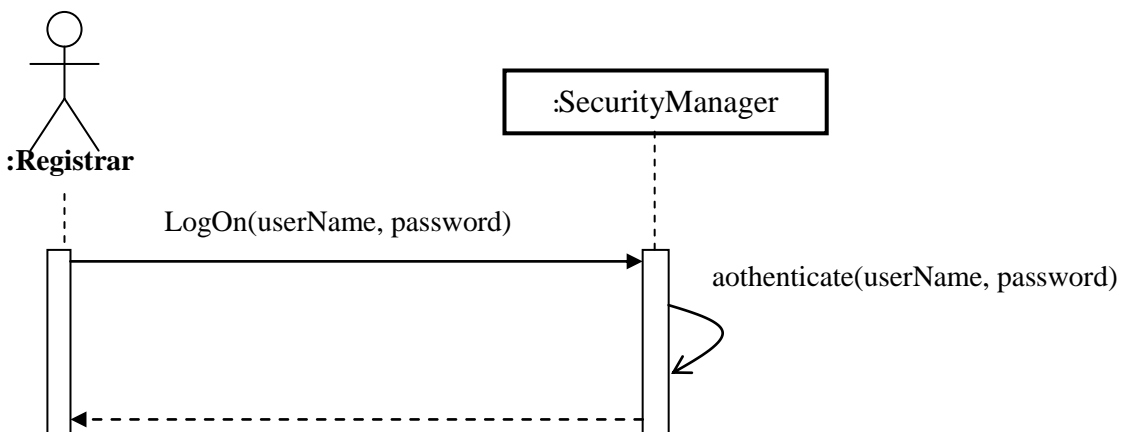 :SecurityManager
:Registrar
LogOn(userName, password)
aothenticate(userName, password)